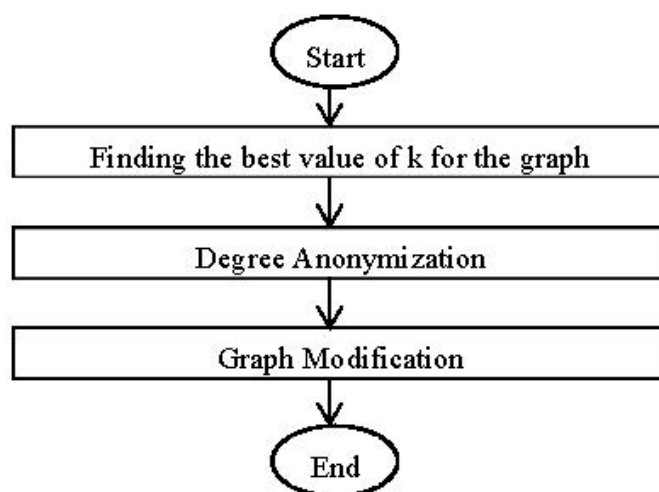 Start
Finding the best value of k for the graph
Degree Anonymization
Graph Modification
End